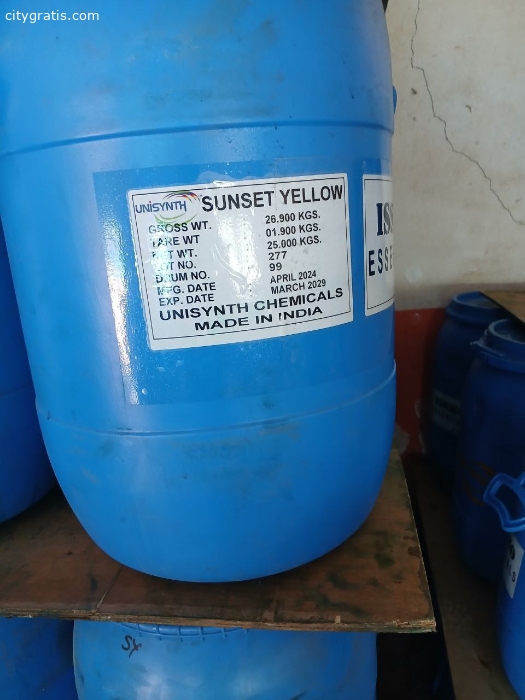 citygratis.com
UNISYNTH SUNSET YELLOW
GROSS WT. : 26.900 KGS.
TARE WT : 01.900 KGS.
NET WT. : 25.000 KGS.
LOT NO. : 277
DRUM NO. : 99
MFG. DATE : APRIL 2024
EXP. DATE : MARCH 2029
UNISYNTH CHEMICALS
MADE IN INDIA
SY